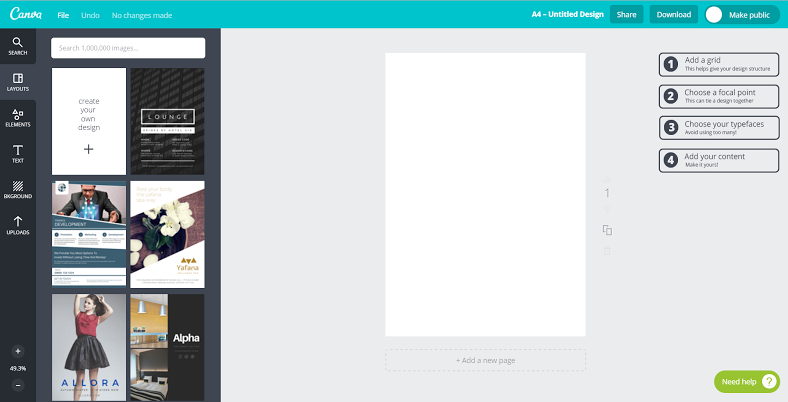 Canva
File
Undo
No changes made
A4 – Untitled Design
Share
Download
Make public
SEARCH
LAYOUTS
ELEMENTS
TEXT
BKGROUND
UPLOADS
+
49.3%
−
Search 1,000,000 images...
create
your
own
design
+
LOUNGE
DEVELOPMENT
Yafana
ALLORA
Alpha
1
+ Add a new page
1 Add a grid
This helps give your design structure
2 Choose a focal point
This can tie a design together
3 Choose your typefaces
Avoid using too many!
4 Add your content
Make it yours!
Need help ?